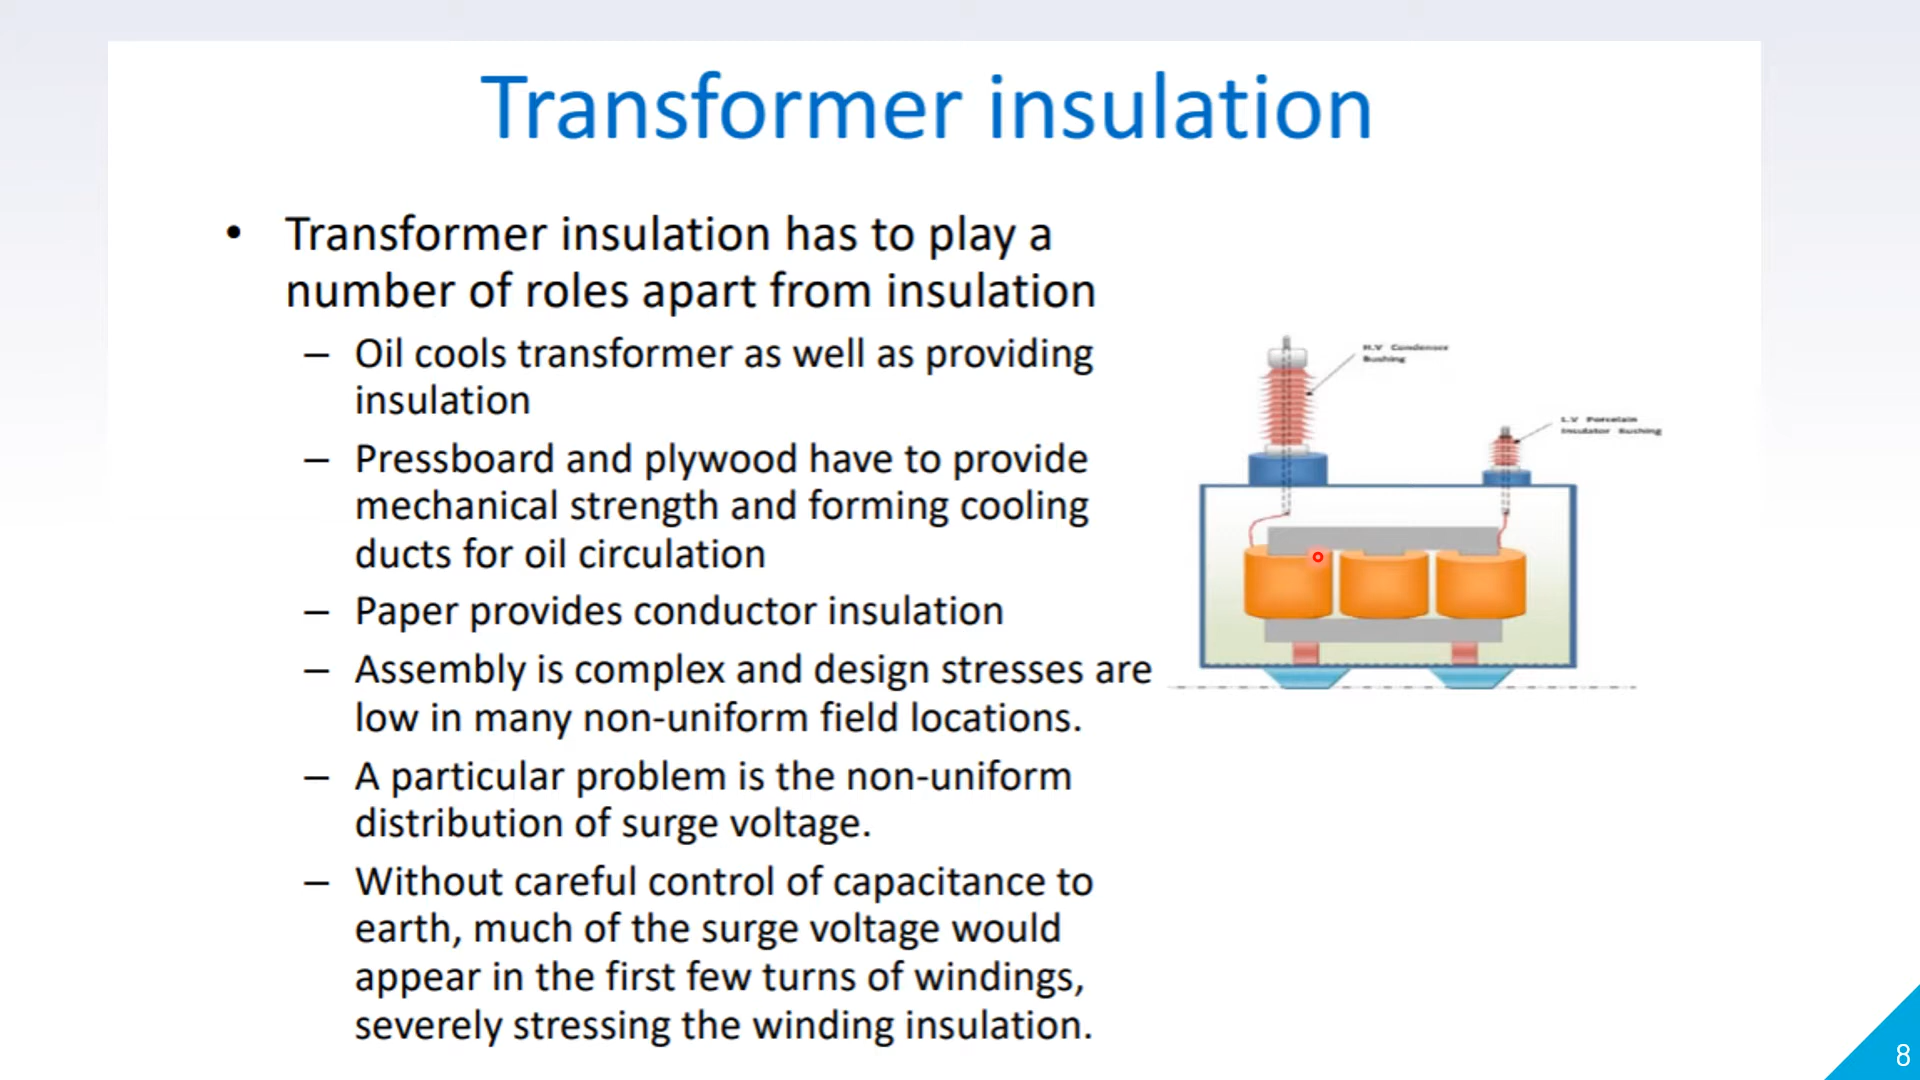 Transformer insulation
• Transformer insulation has to play a
number of roles apart from insulation
– Oil cools transformer as well as providing
insulation
– Pressboard and plywood have to provide
mechanical strength and forming cooling
ducts for oil circulation
– Paper provides conductor insulation
– Assembly is complex and design stresses are
low in many non-uniform field locations.
– A particular problem is the non-uniform
distribution of surge voltage.
– Without careful control of capacitance to
earth, much of the surge voltage would
appear in the first few turns of windings,
severely stressing the winding insulation.
H.V Condenser
Bushing
L.V Porcelain
Insulator Bushing
8